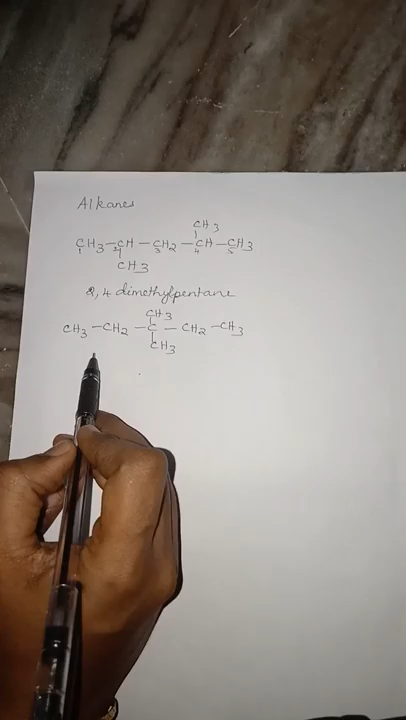 Alkanes
CH3
CH3-CH-CH2-CH-CH3
1 2 3 4 5
CH3
2,4 dimethylpentane
CH3
CH3-CH2-C-CH2-CH3
CH3